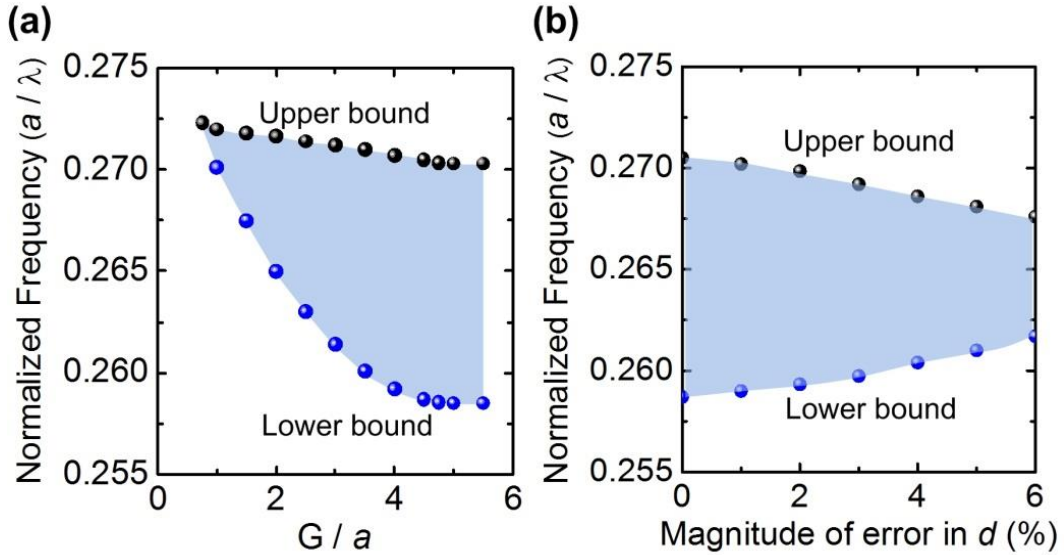 (a)
Normalized Frequency (a / λ)
0.275
0.270
0.265
0.260
0.255
Upper bound
Lower bound
0 2 4 6
G / a
(b)
Normalized Frequency (a / λ)
0.275
0.270
0.265
0.260
0.255
Upper bound
Lower bound
0 2 4 6
Magnitude of error in d (%)